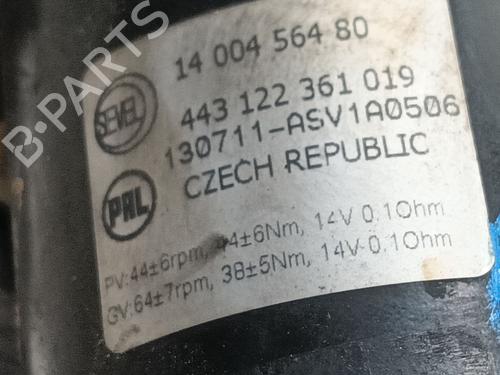 14 004 564 80
SEVEL
443 122 361 019
130711-ASV1A0506
PAL
CZECH REPUBLIC
PV:44±6rpm, 44±6Nm, 14V 0.1Ohm
GV:64±7rpm, 38±5Nm, 14V-0.1Ohm